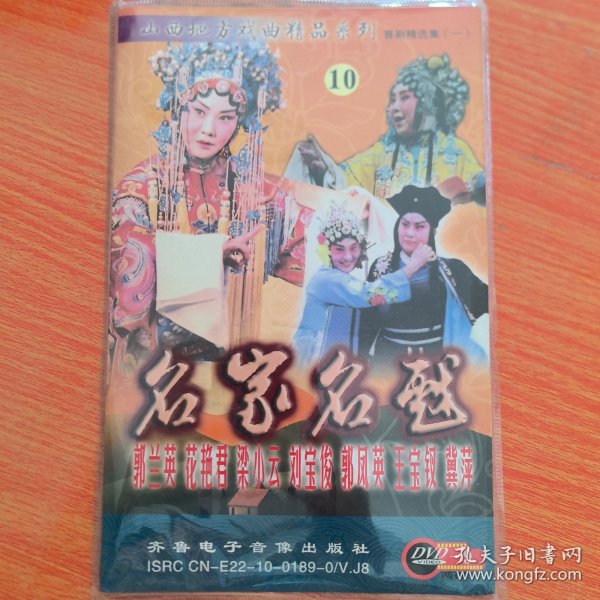 山西地方戏曲精品系列 晋剧精选集(一)
10
名家名戏
郭兰英 花艳君 梁小云 刘宝俊 郭凤英 王宝钗 冀萍
齐鲁电子音像出版社
ISRC CN-E22-10-0189-0/V.J8
DVD
VIDEO
孔夫子旧书网
www.kongfz.com